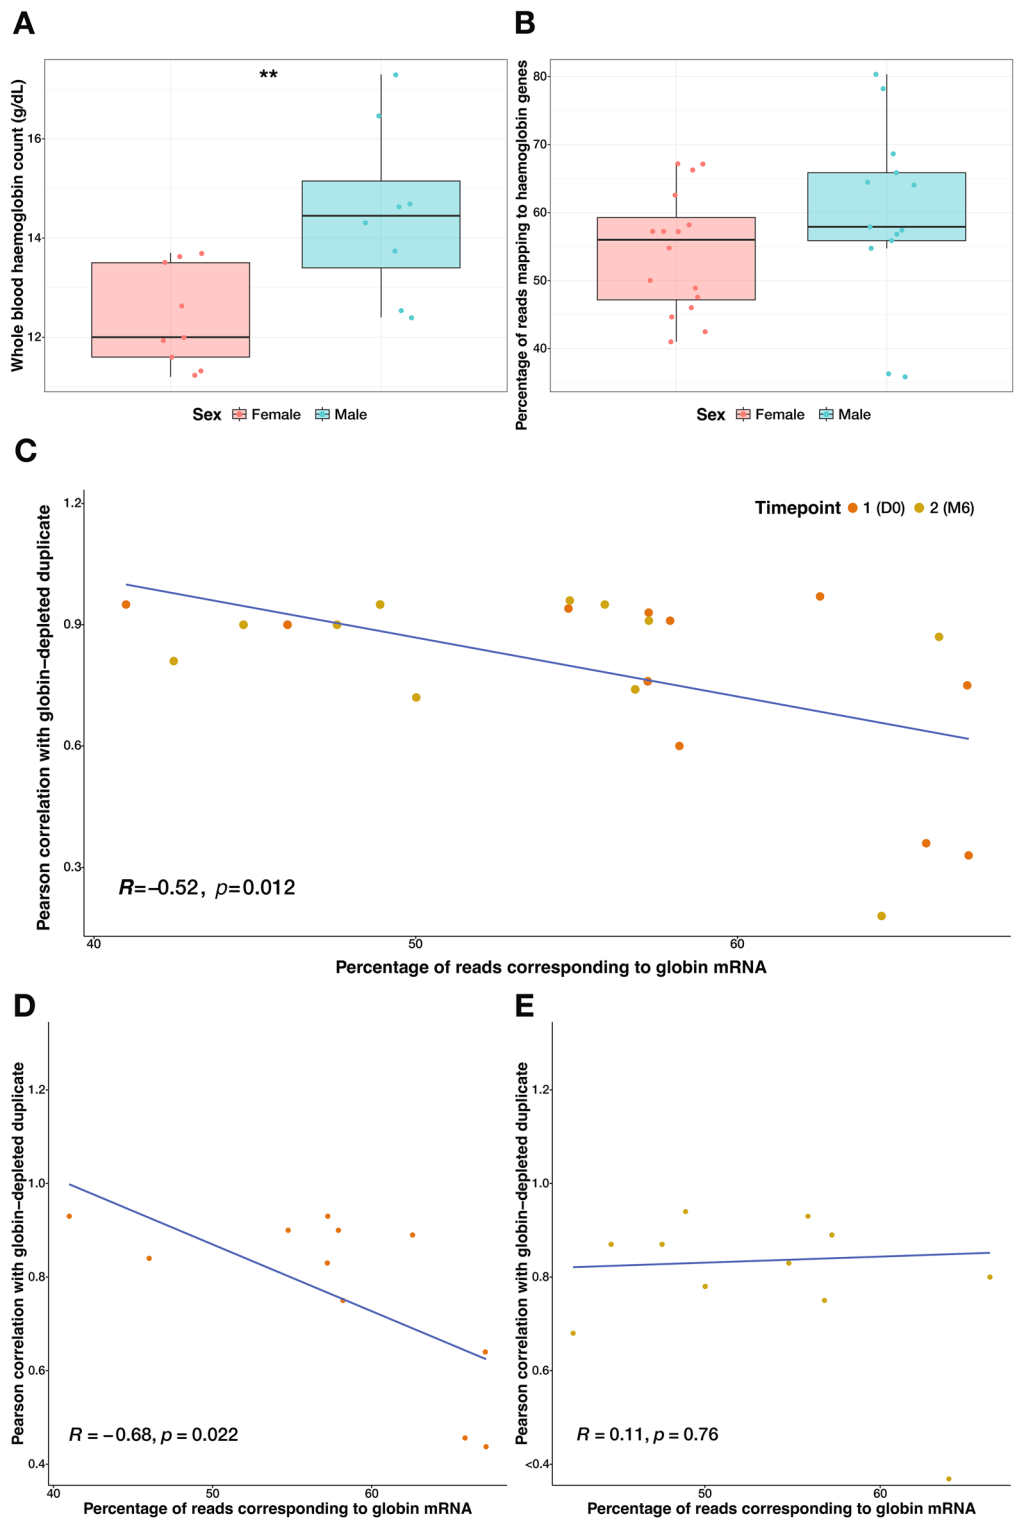 A
B
**
Whole blood haemoglobin count (g/dL)
16
14
12
Sex Female Male
Percentage of reads mapping to haemoglobin genes
80
70
60
50
40
Sex Female Male
C
Pearson correlation with globin−depleted duplicate
1.2
0.9
0.6
0.3
Timepoint 1 (D0) 2 (M6)
R=−0.52, p=0.012
40 50 60
Percentage of reads corresponding to globin mRNA
D
Pearson correlation with globin−depleted duplicate
1.2
1.0
0.8
0.6
0.4
R = −0.68, p = 0.022
40 50 60
Percentage of reads corresponding to globin mRNA
E
Pearson correlation with globin−depleted duplicate
1.2
1.0
0.8
0.6
<0.4
R = 0.11, p = 0.76
50 60
Percentage of reads corresponding to globin mRNA